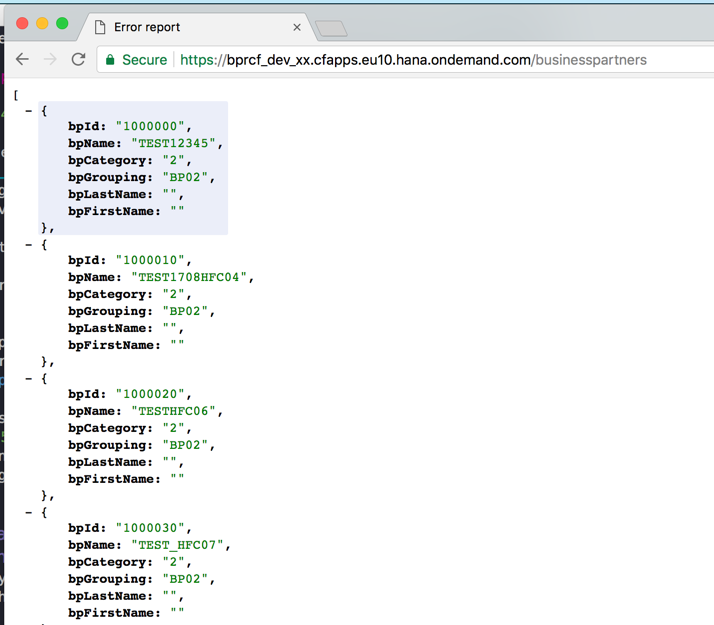 Error report
Secure https://bprcf_dev_xx.cfapps.eu10.hana.ondemand.com/businesspartners
[
- {
bpId: "1000000",
bpName: "TEST12345",
bpCategory: "2",
bpGrouping: "BP02",
bpLastName: "",
bpFirstName: ""
},
- {
bpId: "1000010",
bpName: "TEST1708HFC04",
bpCategory: "2",
bpGrouping: "BP02",
bpLastName: "",
bpFirstName: ""
},
- {
bpId: "1000020",
bpName: "TESTHFC06",
bpCategory: "2",
bpGrouping: "BP02",
bpLastName: "",
bpFirstName: ""
},
- {
bpId: "1000030",
bpName: "TEST_HFC07",
bpCategory: "2",
bpGrouping: "BP02",
bpLastName: "",
bpFirstName: ""